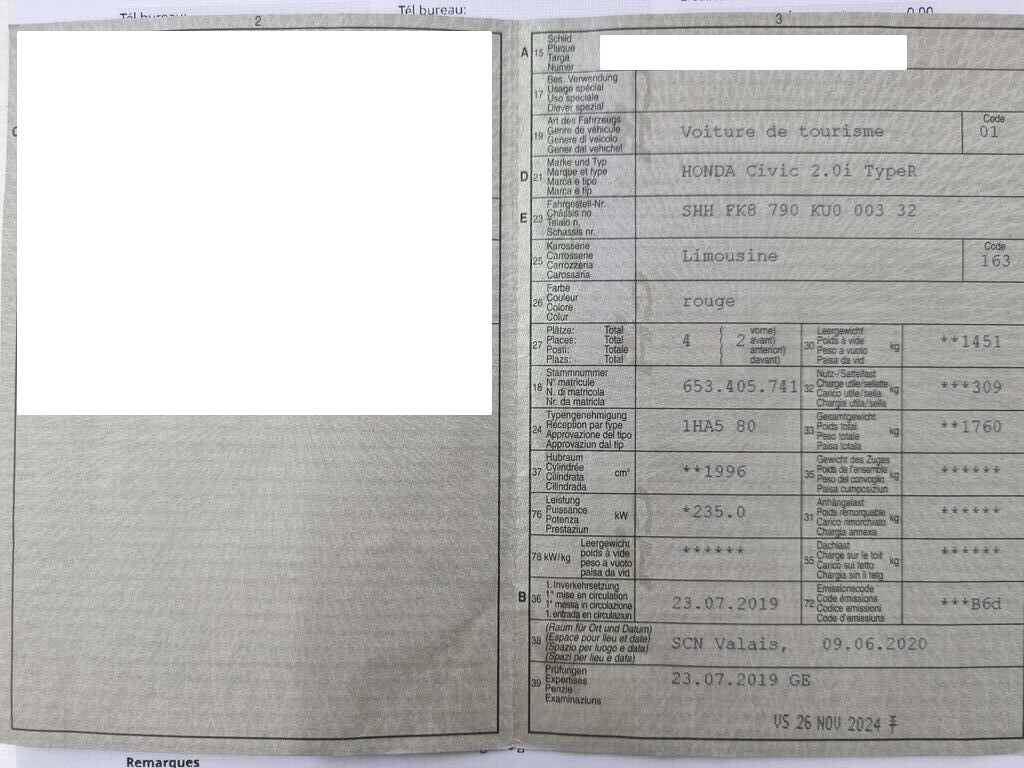 Tél bureau:
2
3
A 15 Schild
Plaque
Targa
Numer
17 Bes. Verwendung
Usage spécial
Uso speciale
Diever spezial
19 Art des Fahrzeugs
Genre de véhicule
Genere di veicolo
Gener dal vehichel
Voiture de tourisme
Code
01
D 21 Marke und Typ
Marque et type
Marca e tipo
Marca e tip
HONDA Civic 2.0i TypeR
E 23 Fahrgestell-Nr.
Châssis no
Telaio n.
Schassis nr.
SHH FK8 790 KU0 003 32
25 Karosserie
Carrosserie
Carrozzeria
Carossaria
Limousine
Code
163
26 Farbe
Couleur
Colore
Colur
rouge
27 Plätze: Total
Places: Total
Posti: Totale
Plazs: Total
4 ( 2 vorne)
avant)
anteriori)
davant)
30 Leergewicht
Poids à vide
Peso a vuoto
Paisa da vid
kg
**1451
18 Stammnummer
N° matricule
N. di matricola
Nr. da matricla
653.405.741
32 Nutz-/Sattellast
Charge utile/sellette
Carico utile/sella
Chargia utila/sella
kg
***309
24 Typengenehmigung
Réception par type
Approvazione del tipo
Approvaziun dal tip
1HA5 80
33 Gesamtgewicht
Poids total
Peso totale
Paisa totala
kg
**1760
37 Hubraum
Cylindrée
Cilindrata
Cilindrada
cm³
**1996
35 Gewicht des Zuges
Poids de l'ensemble
Peso del convoglio
Paisa cumposiziun
kg
******
76 Leistung
Puissance
Potenza
Prestaziun
kW
*235.0
31 Anhängelast
Poids remorquable
Carico rimorchiato
Chargia annexa
kg
******
78 kW/kg Leergewicht
poids à vide
peso a vuoto
paisa da vid
******
55 Dachlast
Charge sur le toit
Carico sul tetto
Chargia sin il tetg
kg
******
B 36 1. Inverkehrsetzung
1re mise en circulation
1a messa in circolazione
1. entrada en circulaziun
23.07.2019
72 Emissionscode
Code émissions
Codice emissioni
Code d'emissiuns
***B6d
38 (Raum für Ort und Datum)
(Espace pour lieu et date)
(Spazio per luogo e data)
(Spazi per lieu e data)
SCN Valais, 09.06.2020
39 Prüfungen
Expertises
Perizie
Examinaziuns
23.07.2019 GE
VS 26 NOV 2024
Remarques